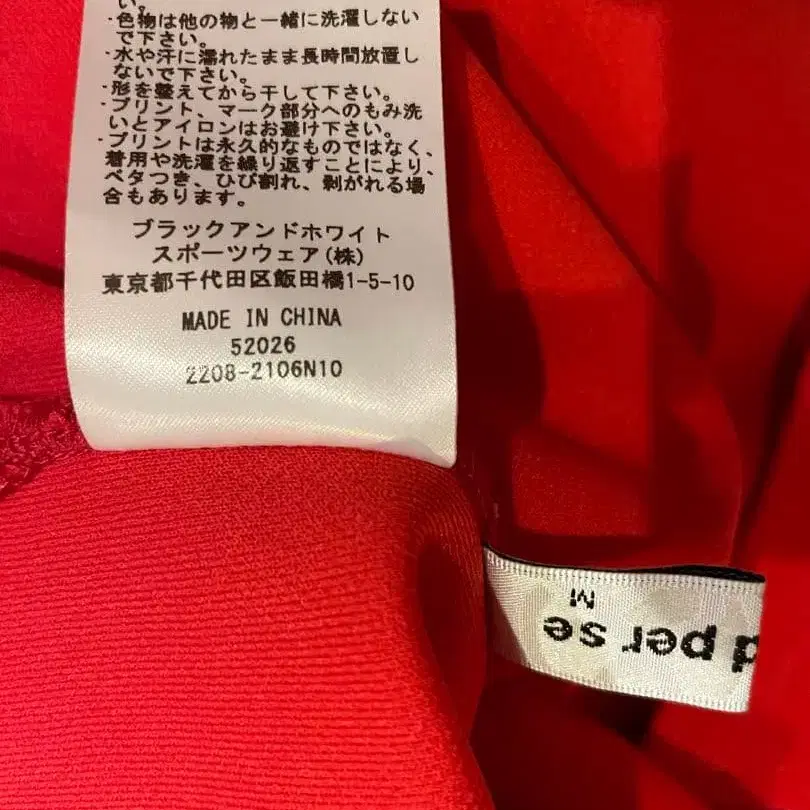 い。
・色物は他の物と一緒に洗濯しない
で下さい。
・水や汗に濡れたまま長時間放置し
ないで下さい。
・形を整えてから干して下さい。
・プリント、マーク部分へのもみ洗
いとアイロンはお避け下さい。
・プリントは永久的なものではなく、
着用や洗濯を繰り返すことにより、
ベタつき、ひび割れ、剥がれる場
合もあります。
ブラックアンドホワイト
スポーツウェア(株)
東京都千代田区飯田橋1-5-10
MADE IN CHINA
52026
2208-2106N10
M
d per se